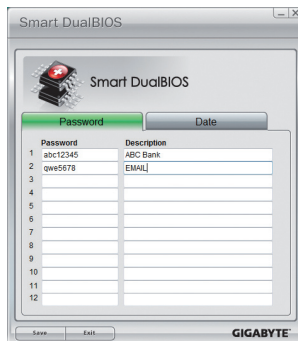 Smart DualBIOS
Smart DualBIOS
Password Date
Password Description
1 abc12345 ABC Bank
2 qwe5678 EMAIL
3
4
5
6
7
8
9
10
11
12
Save Exit GIGABYTE™